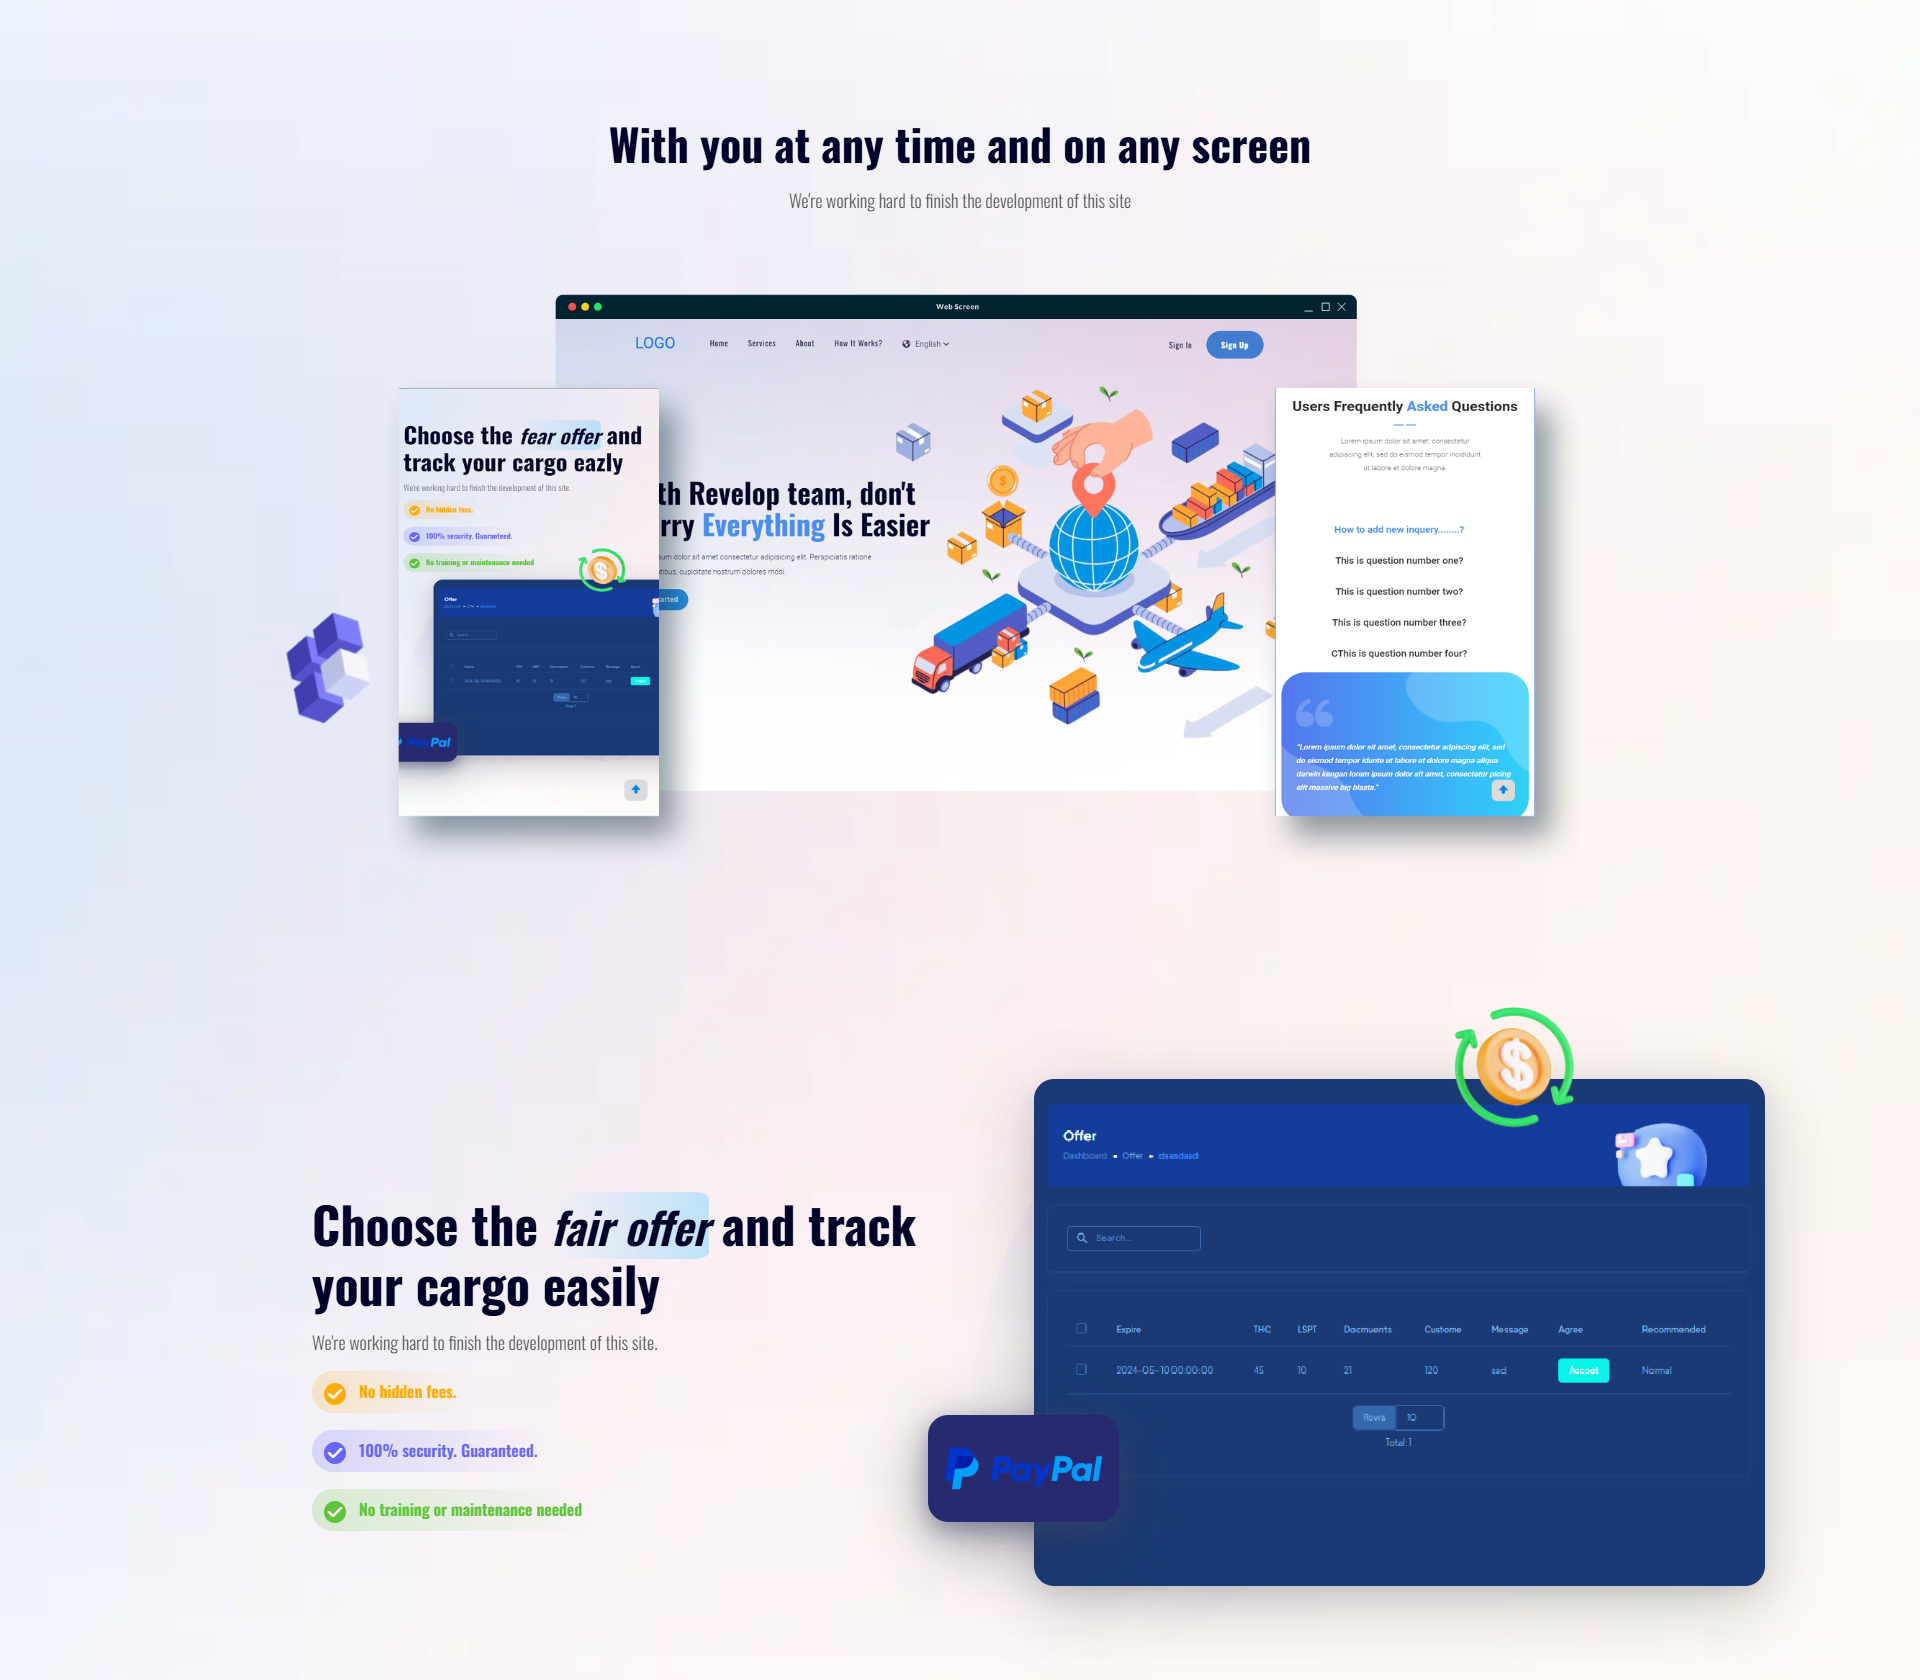 With you at any time and on any screen
We're working hard to finish the development of this site
Web Screen
LOGO
Home
Services
About
How It Works?
English
Sign In
Sign Up
Choose the fear offer and
track your cargo eazly
We're working hard to finish the development of this site.
No hidden fees.
100% security. Guaranteed.
No training or maintenance needed
Offer
PayPal
th Revelop team, don't
rry Everything Is Easier
sum dolor sit amet consectetur adipisicing elit. Perspiciatis ratione
tibus, cupiditate nostrum dolores modi.
arted
Users Frequently Asked Questions
Lorem ipsum dolor sit amet, consectetur
adipiscing elit, sed do eismod tempor incididunt
ut labore et dolore magna.
How to add new inquery........?
This is question number one?
This is question number two?
This is question number three?
CThis is question number four?
"Lorem ipsum dolor sit amet, consectetur adipiscing elit, sed
do eismod tempor idunte ut labore et dolore magna aliqua
darwin kengan lorem ipsum dolor sit amet, consectetur picing
elit massive big blasta."
Choose the fair offer and track
your cargo easily
We're working hard to finish the development of this site.
No hidden fees.
100% security. Guaranteed.
No training or maintenance needed
Offer
Dashboard • Offer • dsasdasd
Search...
Expire THC LSPT Docmuents Custome Message Agree Recommended
2024-05-10 00:00:00 45 10 21 120 sad Accpet Normal
Rows 10
Total: 1
PayPal